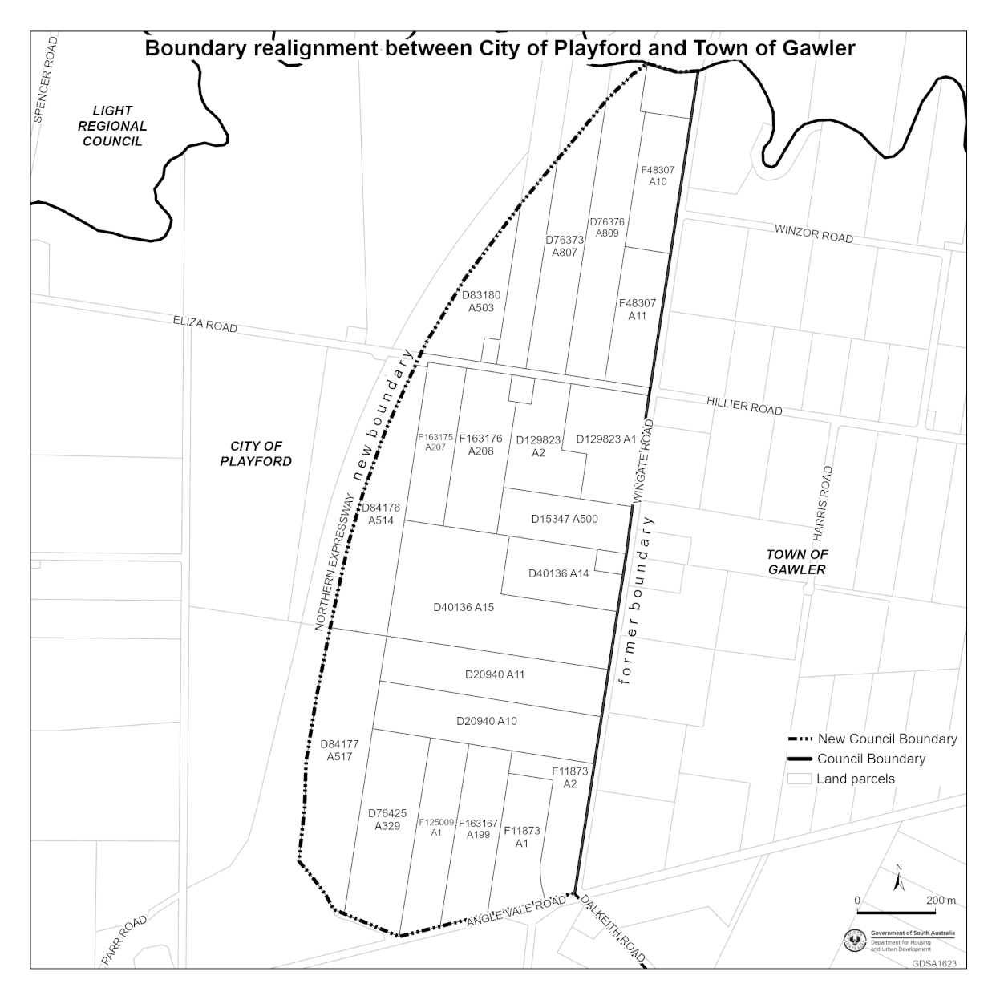 Boundary realignment between City of Playford and Town of Gawler
SPENCER ROAD
LIGHT
REGIONAL
COUNCIL
F48307
A10
WINZOR ROAD
D76376
A809
D76373
A807
D83180
A503
F48307
A11
ELIZA ROAD
new boundary
HILLIER ROAD
CITY OF
PLAYFORD
F163175
A207
F163176
A208
D129823
A2
D129823 A1
WINGATE ROAD
HARRIS ROAD
D84176
A514
D15347 A500
NORTHERN EXPRESSWAY
TOWN OF
GAWLER
D40136 A14
former boundary
D40136 A15
D20940 A11
D20940 A10
D84177
A517
F11873
A2
New Council Boundary
Council Boundary
Land parcels
D76425
A329
F125009
A1
F163167
A199
F11873
A1
N
0 200 m
ANGLE VALE ROAD
DALKEITH ROAD
PARR ROAD
Government of South Australia
Department for Housing
and Urban Development
GDSA1623